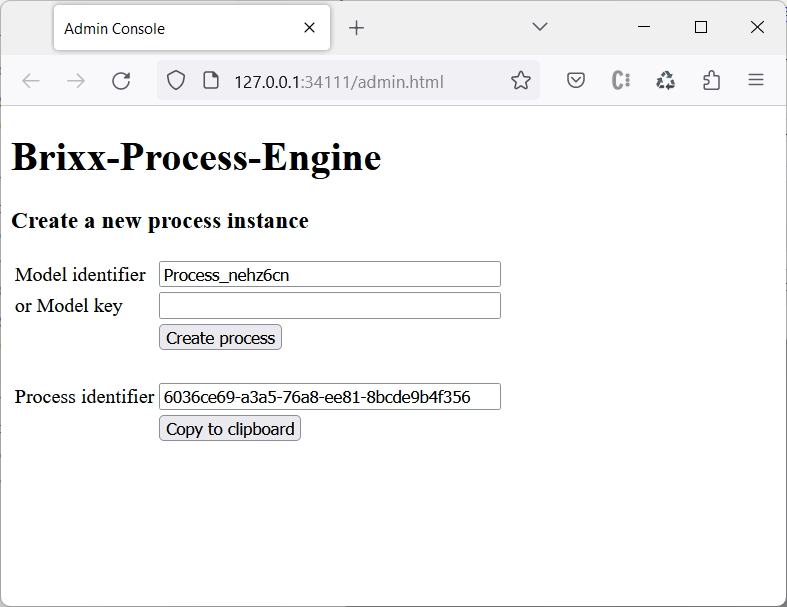 Admin Console
127.0.0.1:34111/admin.html
Brixx-Process-Engine
Create a new process instance
Model identifier Process_nehz6cn
or Model key
Create process
Process identifier 6036ce69-a3a5-76a8-ee81-8bcde9b4f356
Copy to clipboard